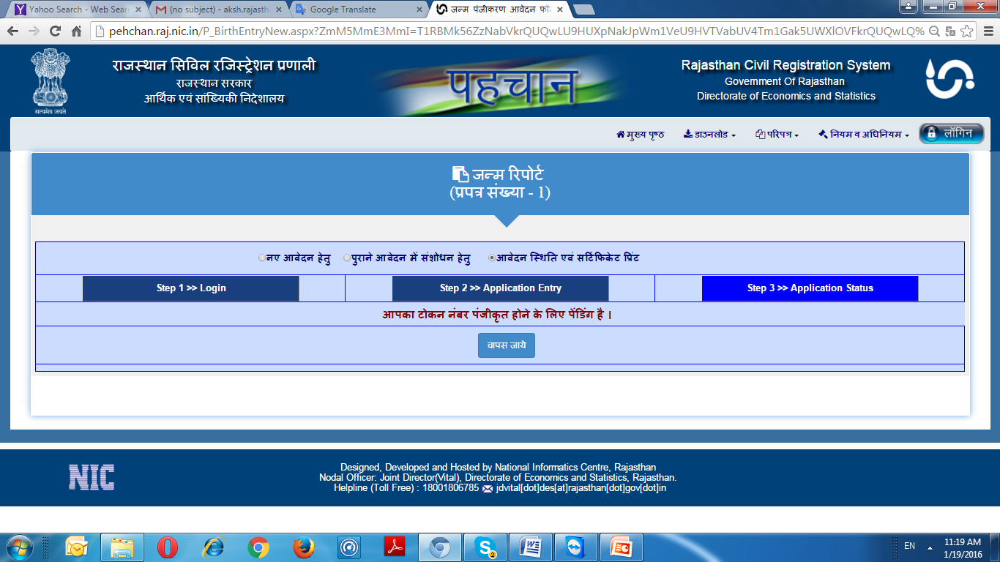 Yahoo Search - Web Sear
(no subject) - aksh.rajasth
Google Translate
जन्म पंजीकरण आवेदन फॉ
pehchan.raj.nic.in/P_BirthEntryNew.aspx?ZmM5MmE3MmI=T1RBMk56ZzNabVkrQUQwLU9HUXpNakJpWm1VeU9HVTVabUV4Tm1Gak5UWXlOVFkrQUQwLQ%
राजस्थान सिविल रजिस्ट्रेशन प्रणाली
राजस्थान सरकार
आर्थिक एवं सांख्यिकी निदेशालय
सत्यमेव जयते
पहचान
Rajasthan Civil Registration System
Government Of Rajasthan
Directorate of Economics and Statistics
मुख्य पृष्ठ
डाउनलोड
परिपत्र
नियम व अधिनियम
लॉगिन
जन्म रिपोर्ट
(प्रपत्र संख्या - 1)
नए आवेदन हेतु पुराने आवेदन में संशोधन हेतु आवेदन स्थिति एवं सर्टिफिकेट प्रिंट
Step 1 >> Login
Step 2 >> Application Entry
Step 3 >> Application Status
आपका टोकन नंबर पंजीकृत होने के लिए पेंडिंग है ।
वापस जाये
NIC
Designed, Developed and Hosted by National Informatics Centre, Rajasthan
Nodal Officer: Joint Director(Vital), Directorate of Economics and Statistics, Rajasthan.
Helpline (Toll Free) : 18001806785 jdvital[dot]des[at]rajasthan[dot]gov[dot]in
2
EN
11:19 AM
1/19/2016